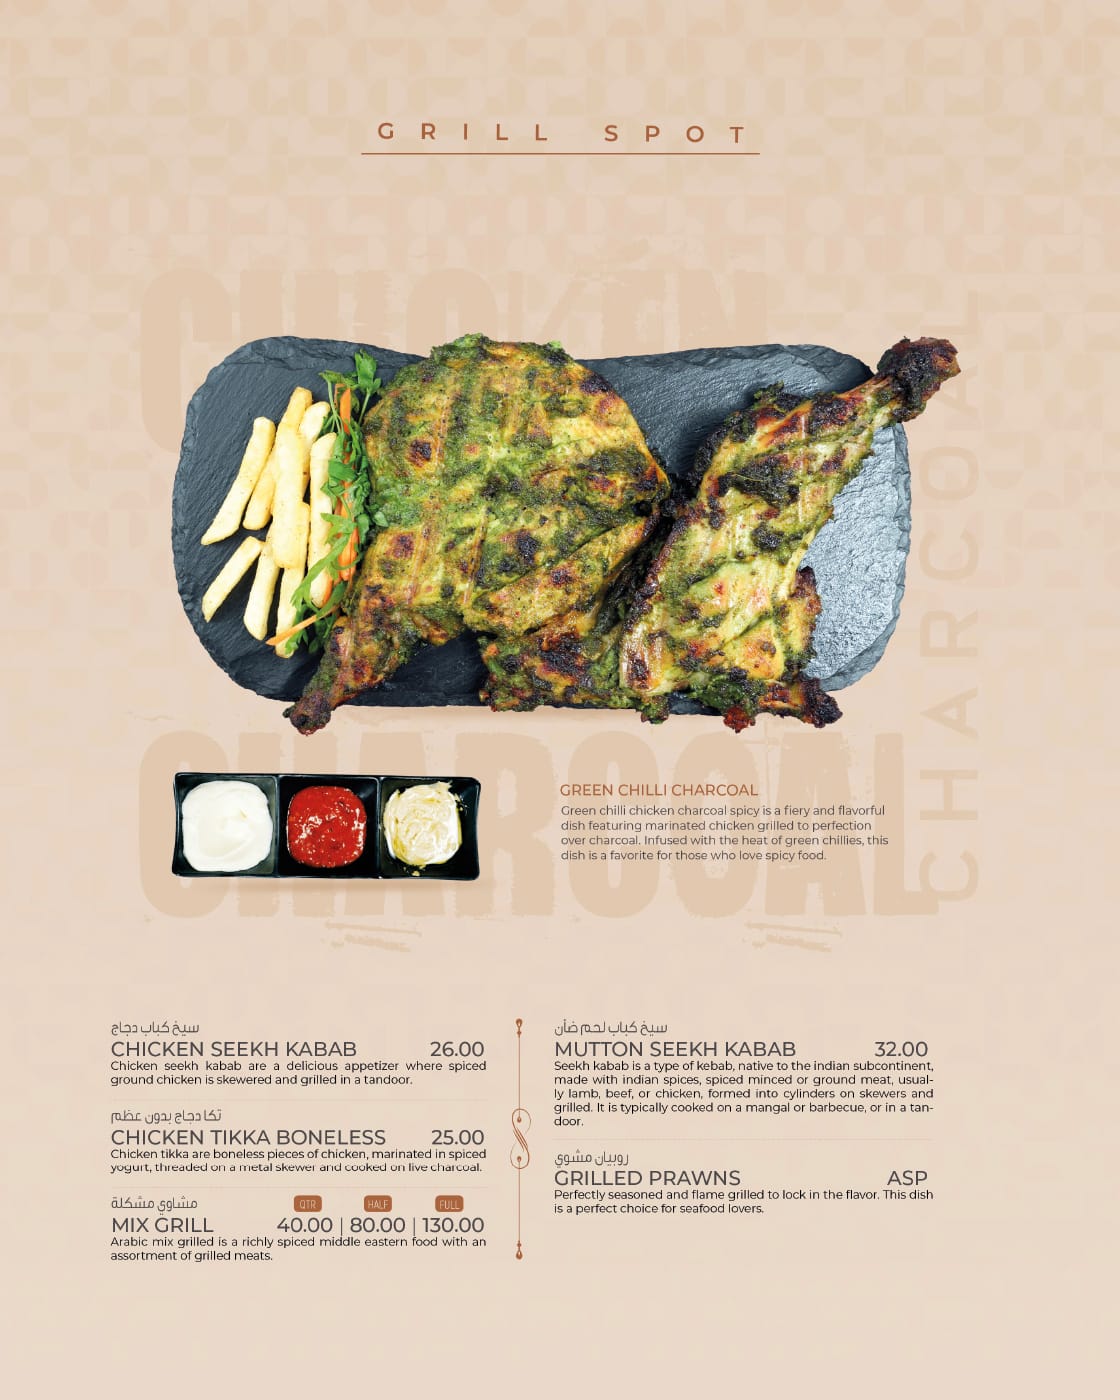 GRILL SPOT
CHICKEN
CHARCOAL
CHARCOAL
GREEN CHILLI CHARCOAL
Green chilli chicken charcoal spicy is a fiery and flavorful
dish featuring marinated chicken grilled to perfection
over charcoal. Infused with the heat of green chillies, this
dish is a favorite for those who love spicy food.
سيخ كباب دجاج
CHICKEN SEEKH KABAB 26.00
Chicken seekh kabab are a delicious appetizer where spiced
ground chicken is skewered and grilled in a tandoor.
تكا دجاج بدون عظم
CHICKEN TIKKA BONELESS 25.00
Chicken tikka are boneless pieces of chicken, marinated in spiced
yogurt, threaded on a metal skewer and cooked on live charcoal.
مشاوي مشكلة QTR HALF FULL
MIX GRILL 40.00 | 80.00 | 130.00
Arabic mix grilled is a richly spiced middle eastern food with an
assortment of grilled meats.
سيخ كباب لحم ضأن
MUTTON SEEKH KABAB 32.00
Seekh kabab is a type of kebab, native to the indian subcontinent,
made with indian spices, spiced minced or ground meat, usual-
ly lamb, beef, or chicken, formed into cylinders on skewers and
grilled. It is typically cooked on a mangal or barbecue, or in a tan-
door.
روبيان مشوي
GRILLED PRAWNS ASP
Perfectly seasoned and flame grilled to lock in the flavor. This dish
is a perfect choice for seafood lovers.